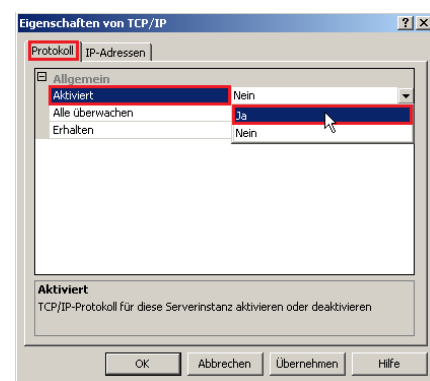 Eigenschaften von TCP/IP
Protokoll IP-Adressen
Allgemein
Aktiviert Nein
Alle überwachen Ja
Erhalten Nein
Aktiviert
TCP/IP-Protokoll für diese Serverinstanz aktivieren oder deaktivieren
OK Abbrechen Übernehmen Hilfe